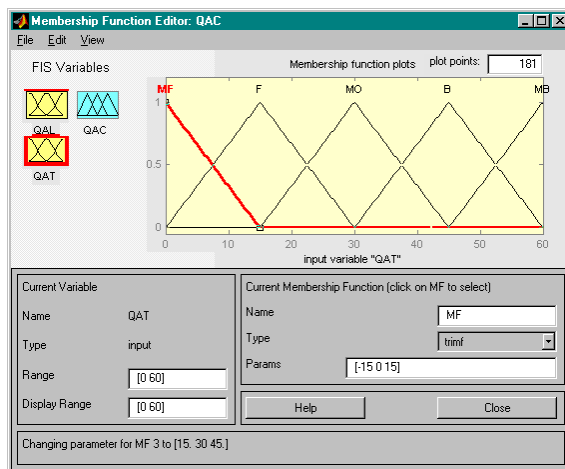 Membership Function Editor: QAC
File Edit View
FIS Variables
QAL QAC
QAT
Membership function plots plot points: 181
MF F MO B MB
1
0.5
0
0 10 20 30 40 50 60
input variable "QAT"
Current Variable
Name QAT
Type input
Range [0 60]
Display Range [0 60]
Current Membership Function (click on MF to select)
Name MF
Type trimf
Params [-15 0 15]
Help Close
Changing parameter for MF 3 to [15. 30 45.]